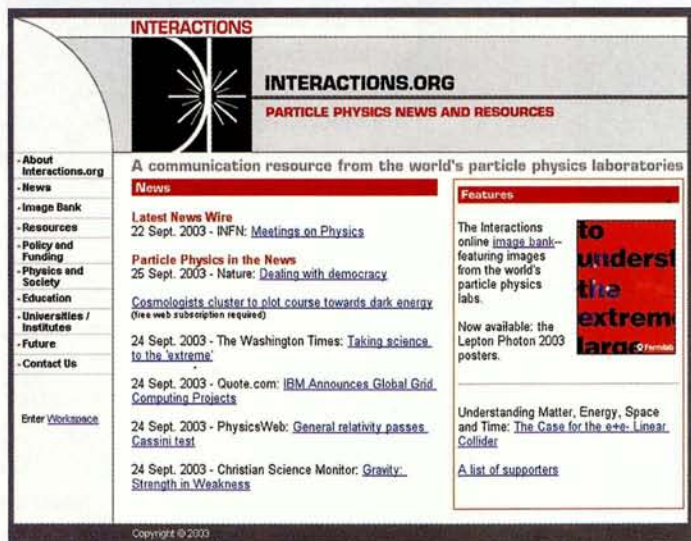 INTERACTIONS
INTERACTIONS.ORG
PARTICLE PHYSICS NEWS AND RESOURCES
A communication resource from the world's particle physics laboratories
- About
Interactions.org
- News
- Image Bank
- Resources
- Policy and
Funding
- Physics and
Society
- Education
- Universities /
Institutes
- Future
- Contact Us
Enter Workspace
News
Latest News Wire
22 Sept. 2003 - INFN: Meetings on Physics
Particle Physics in the News
25 Sept. 2003 - Nature: Dealing with democracy
Cosmologists cluster to plot course towards dark energy
(free web subscription required)
24 Sept. 2003 - The Washington Times: Taking science
to the 'extreme'
24 Sept. 2003 - Quote.com: IBM Announces Global Grid
Computing Projects
24 Sept. 2003 - PhysicsWeb: General relativity passes
Cassini test
24 Sept. 2003 - Christian Science Monitor: Gravity:
Strength in Weakness
Features
The Interactions
online image bank--
featuring images
from the world's
particle physics
labs.
Now available: the
Lepton Photon 2003
posters.
to
underst
the
extrem
large
Fermilab
Understanding Matter, Energy, Space
and Time: The Case for the e+e- Linear
Collider
A list of supporters
Copyright © 2003